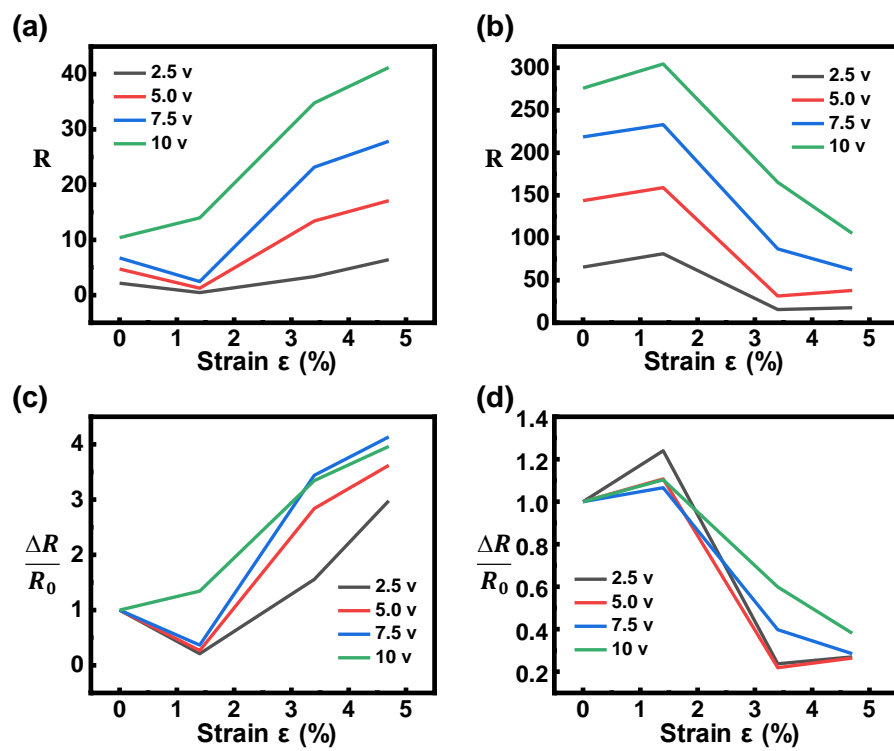 (a)
R
40
30
20
10
0
2.5 v
5.0 v
7.5 v
10 v
0 1 2 3 4 5
Strain ε (%)
(b)
R
300
250
200
150
100
50
0
2.5 v
5.0 v
7.5 v
10 v
0 1 2 3 4 5
Strain ε (%)
(c)
ΔR
R0
4
3
2
1
0
2.5 v
5.0 v
7.5 v
10 v
0 1 2 3 4 5
Strain ε (%)
(d)
ΔR
R0
1.4
1.2
1.0
0.8
0.6
0.4
0.2
2.5 v
5.0 v
7.5 v
10 v
0 1 2 3 4 5
Strain ε (%)